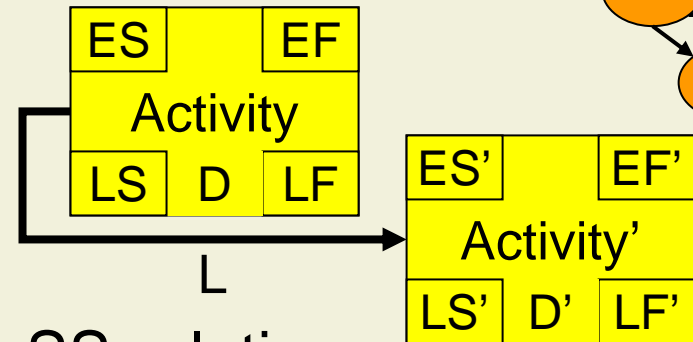 ES EF
Activity
LS D LF
ES’ EF’
Activity’
L
LS’ D’ LF’